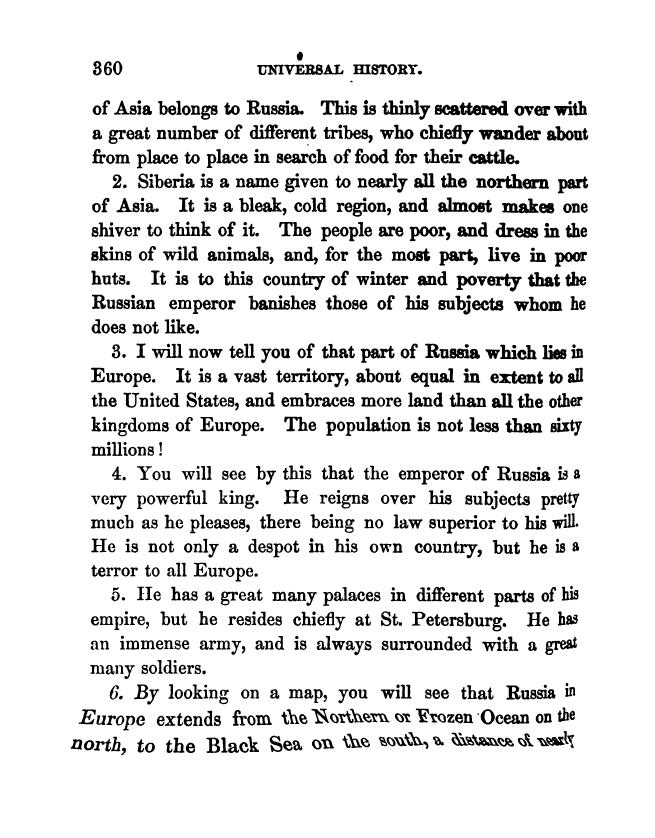 360 UNIVERSAL HISTORY.
of Asia belongs to Russia. This is thinly scattered over with
a great number of different tribes, who chiefly wander about
from place to place in search of food for their cattle.
2. Siberia is a name given to nearly all the northern part
of Asia. It is a bleak, cold region, and almost makes one
shiver to think of it. The people are poor, and dress in the
skins of wild animals, and, for the most part, live in poor
huts. It is to this country of winter and poverty that the
Russian emperor banishes those of his subjects whom he
does not like.
3. I will now tell you of that part of Russia which lies in
Europe. It is a vast territory, about equal in extent to all
the United States, and embraces more land than all the other
kingdoms of Europe. The population is not less than sixty
millions!
4. You will see by this that the emperor of Russia is a
very powerful king. He reigns over his subjects pretty
much as he pleases, there being no law superior to his will.
He is not only a despot in his own country, but he is a
terror to all Europe.
5. He has a great many palaces in different parts of his
empire, but he resides chiefly at St. Petersburg. He has
an immense army, and is always surrounded with a great
many soldiers.
6. By looking on a map, you will see that Russia in
Europe extends from the Northern or Frozen Ocean on the
north, to the Black Sea on the south, a distance of nearly